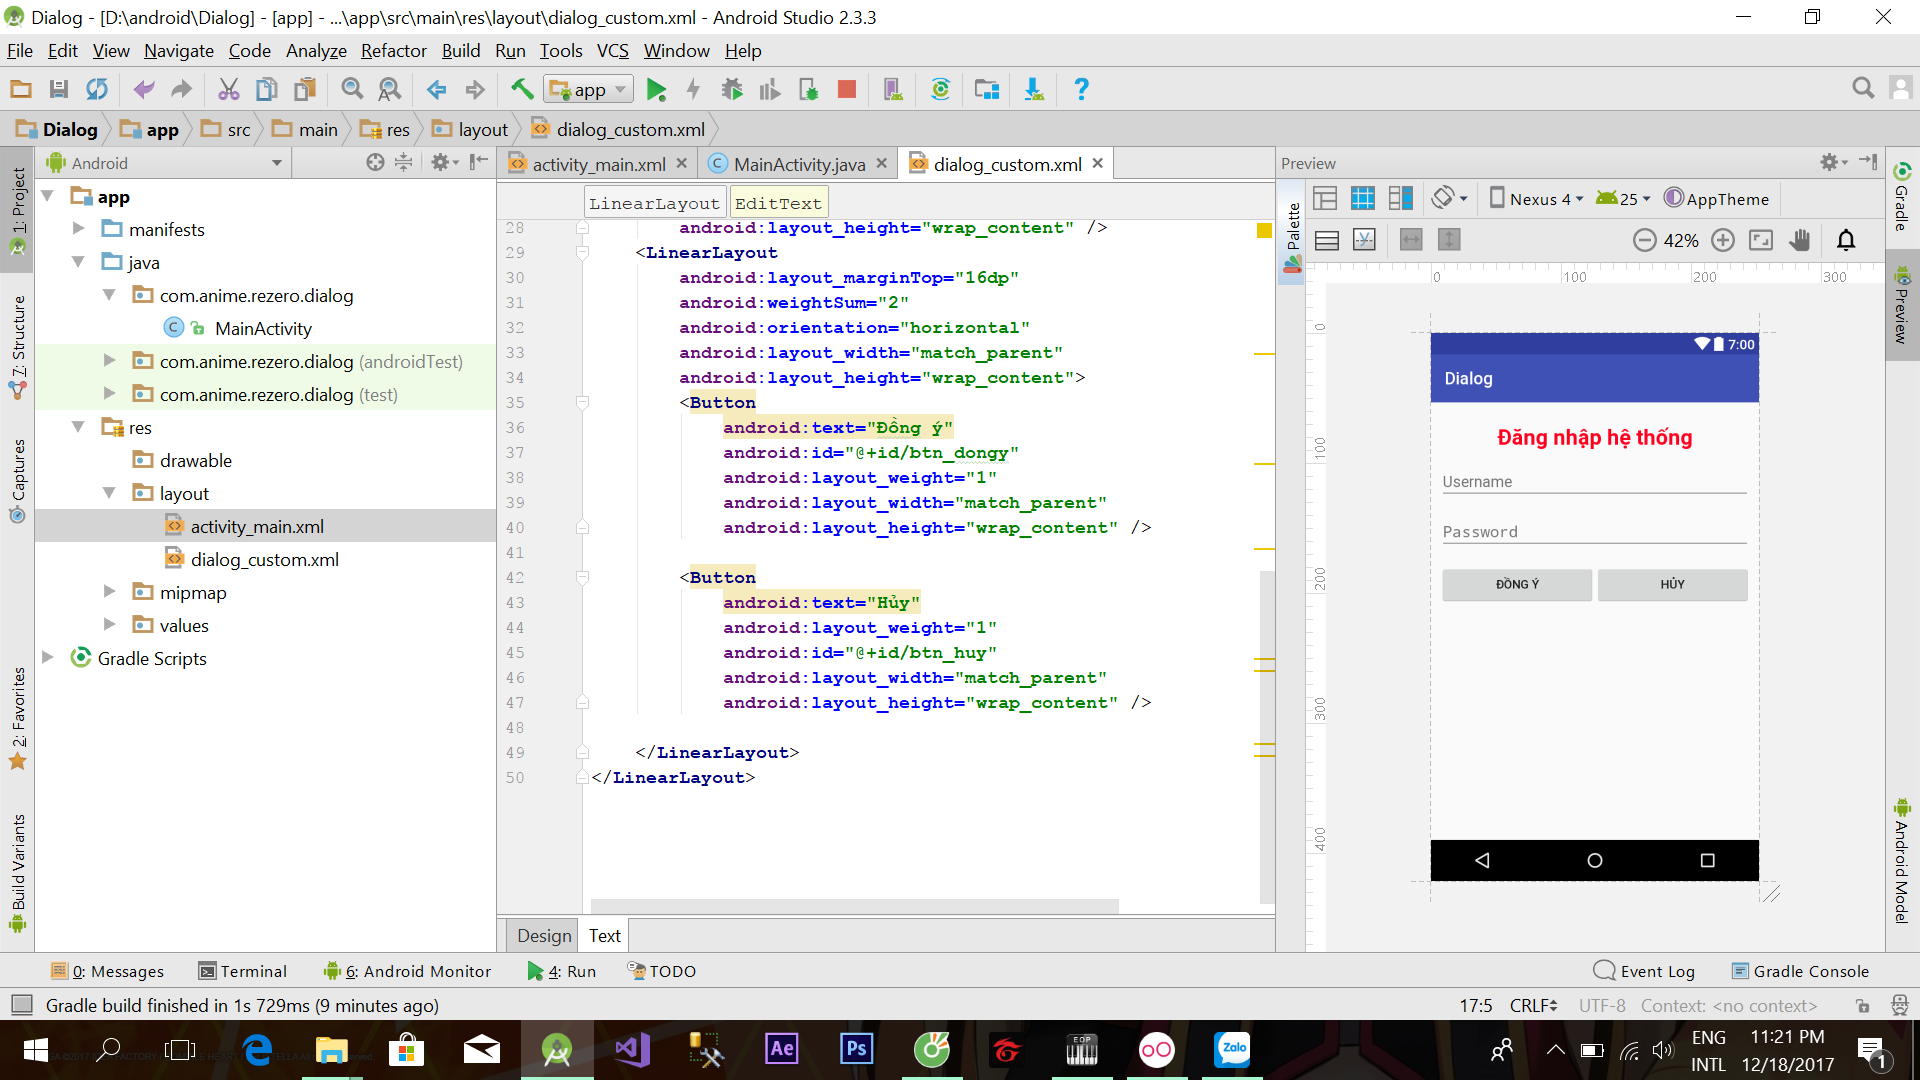 Dialog - [D:\android\Dialog] - [app] - ...\app\src\main\res\layout\dialog_custom.xml - Android Studio 2.3.3
File Edit View Navigate Code Analyze Refactor Build Run Tools VCS Window Help
app
Dialog app src main res layout dialog_custom.xml
Android
activity_main.xml MainActivity.java dialog_custom.xml
Preview
1: Project
7: Structure
Captures
2: Favorites
Build Variants
app
manifests
java
com.anime.rezero.dialog
MainActivity
com.anime.rezero.dialog (androidTest)
com.anime.rezero.dialog (test)
res
drawable
layout
activity_main.xml
dialog_custom.xml
mipmap
values
Gradle Scripts
LinearLayout EditText
28 android:layout_height="wrap_content" />
29 <LinearLayout
30 android:layout_marginTop="16dp"
31 android:weightSum="2"
32 android:orientation="horizontal"
33 android:layout_width="match_parent"
34 android:layout_height="wrap_content">
35 <Button
36 android:text="Đồng ý"
37 android:id="@+id/btn_dongy"
38 android:layout_weight="1"
39 android:layout_width="match_parent"
40 android:layout_height="wrap_content" />
41
42 <Button
43 android:text="Hủy"
44 android:layout_weight="1"
45 android:id="@+id/btn_huy"
46 android:layout_width="match_parent"
47 android:layout_height="wrap_content" />
48
49 </LinearLayout>
50 </LinearLayout>
Design Text
Palette
Nexus 4 25 AppTheme
42%
0 100 200 300
0
100
200
300
400
7:00
Dialog
Đăng nhập hệ thống
Username
Password
ĐỒNG Ý HỦY
Gradle
Preview
Android Model
0: Messages Terminal 6: Android Monitor 4: Run TODO Event Log Gradle Console
Gradle build finished in 1s 729ms (9 minutes ago) 17:5 CRLF UTF-8 Context: <no context>
Ae Ps EOP Zalo
ENG 11:21 PM
INTL 12/18/2017
1